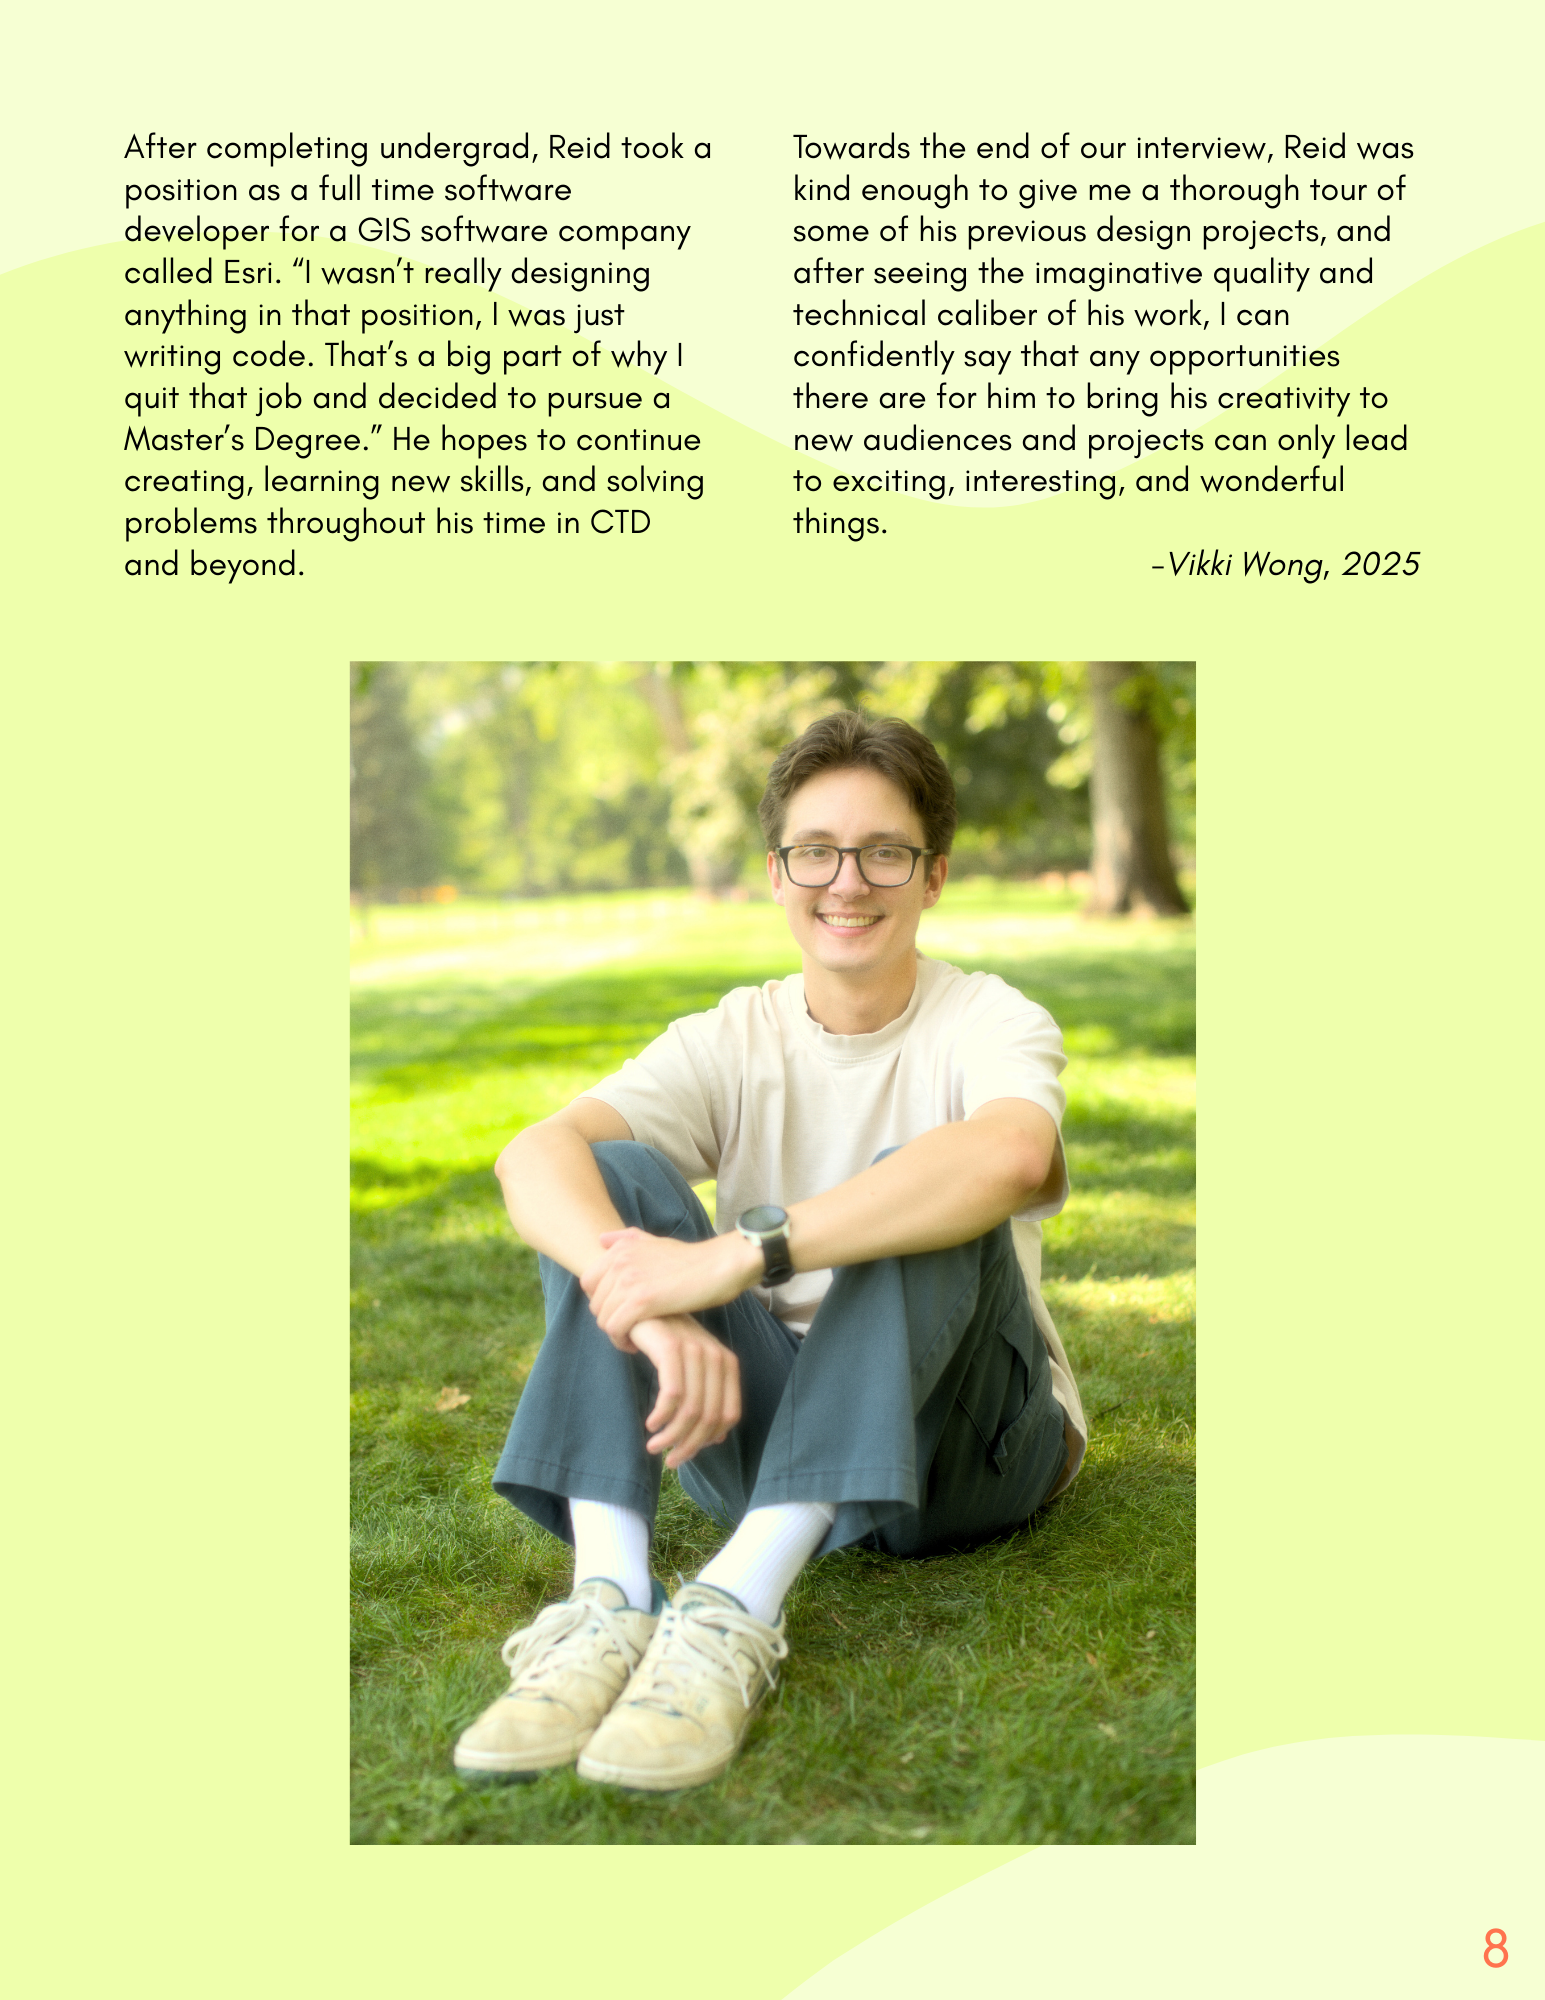 After completing undergrad, Reid took a
position as a full time software
developer for a GIS software company
called Esri. “I wasn’t really designing
anything in that position, I was just
writing code. That’s a big part of why I
quit that job and decided to pursue a
Master’s Degree.” He hopes to continue
creating, learning new skills, and solving
problems throughout his time in CTD
and beyond.
Towards the end of our interview, Reid was
kind enough to give me a thorough tour of
some of his previous design projects, and
after seeing the imaginative quality and
technical caliber of his work, I can
confidently say that any opportunities
there are for him to bring his creativity to
new audiences and projects can only lead
to exciting, interesting, and wonderful
things.
-Vikki Wong, 2025
8